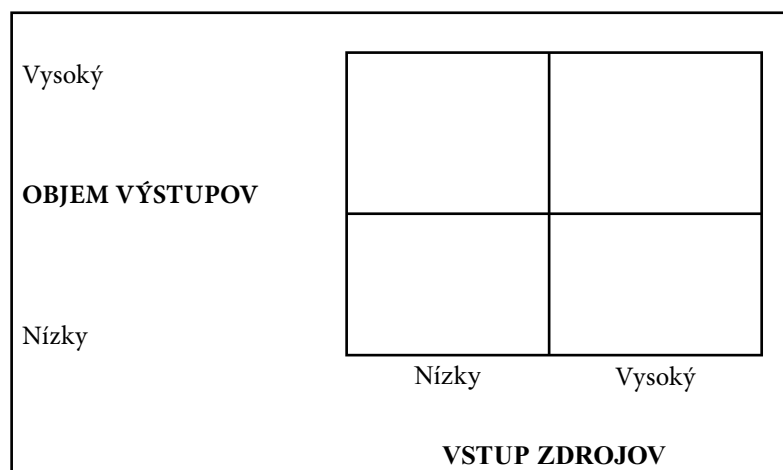 Vysoký
OBJEM VÝSTUPOV
Nízky
Nízky Vysoký
VSTUP ZDROJOV